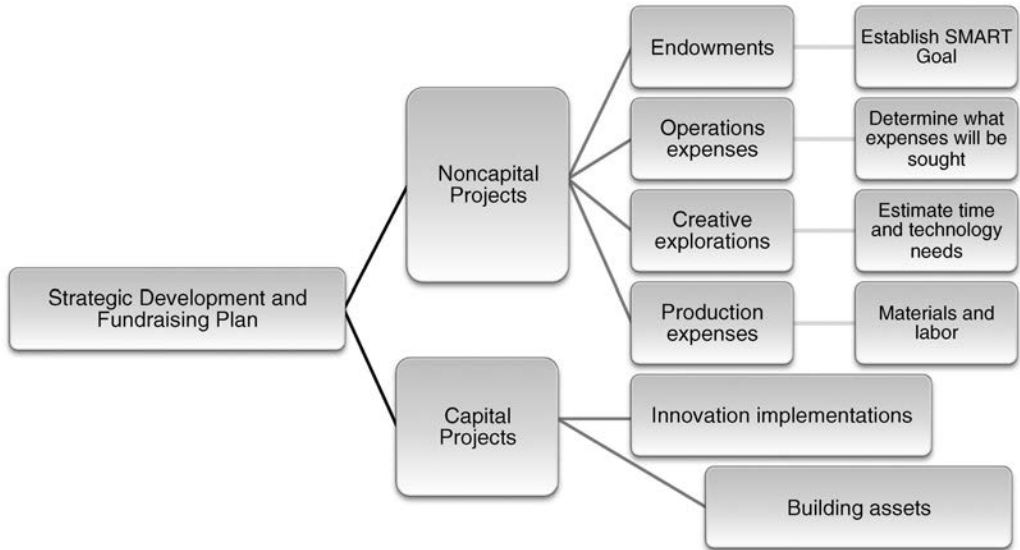 Strategic Development and
Fundraising Plan
Noncapital
Projects
Endowments
Establish SMART
Goal
Operations
expenses
Determine what
expenses will be
sought
Creative
explorations
Estimate time
and technology
needs
Production
expenses
Materials and
labor
Capital
Projects
Innovation implementations
Building assets